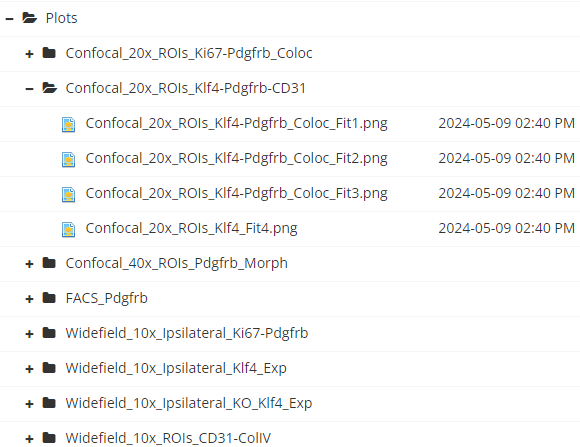 Plots
Confocal_20x_ROIs_Ki67-Pdgfrb_Coloc
Confocal_20x_ROIs_Klf4-Pdgfrb-CD31
Confocal_20x_ROIs_Klf4-Pdgfrb_Coloc_Fit1.png 2024-05-09 02:40 PM
Confocal_20x_ROIs_Klf4-Pdgfrb_Coloc_Fit2.png 2024-05-09 02:40 PM
Confocal_20x_ROIs_Klf4-Pdgfrb_Coloc_Fit3.png 2024-05-09 02:40 PM
Confocal_20x_ROIs_Klf4_Fit4.png 2024-05-09 02:40 PM
Confocal_40x_ROIs_Pdgfrb_Morph
FACS_Pdgfrb
Widefield_10x_Ipsilateral_Ki67-Pdgfrb
Widefield_10x_Ipsilateral_Klf4_Exp
Widefield_10x_Ipsilateral_KO_Klf4_Exp
Widefield_10x_ROIs_CD31-ColIV